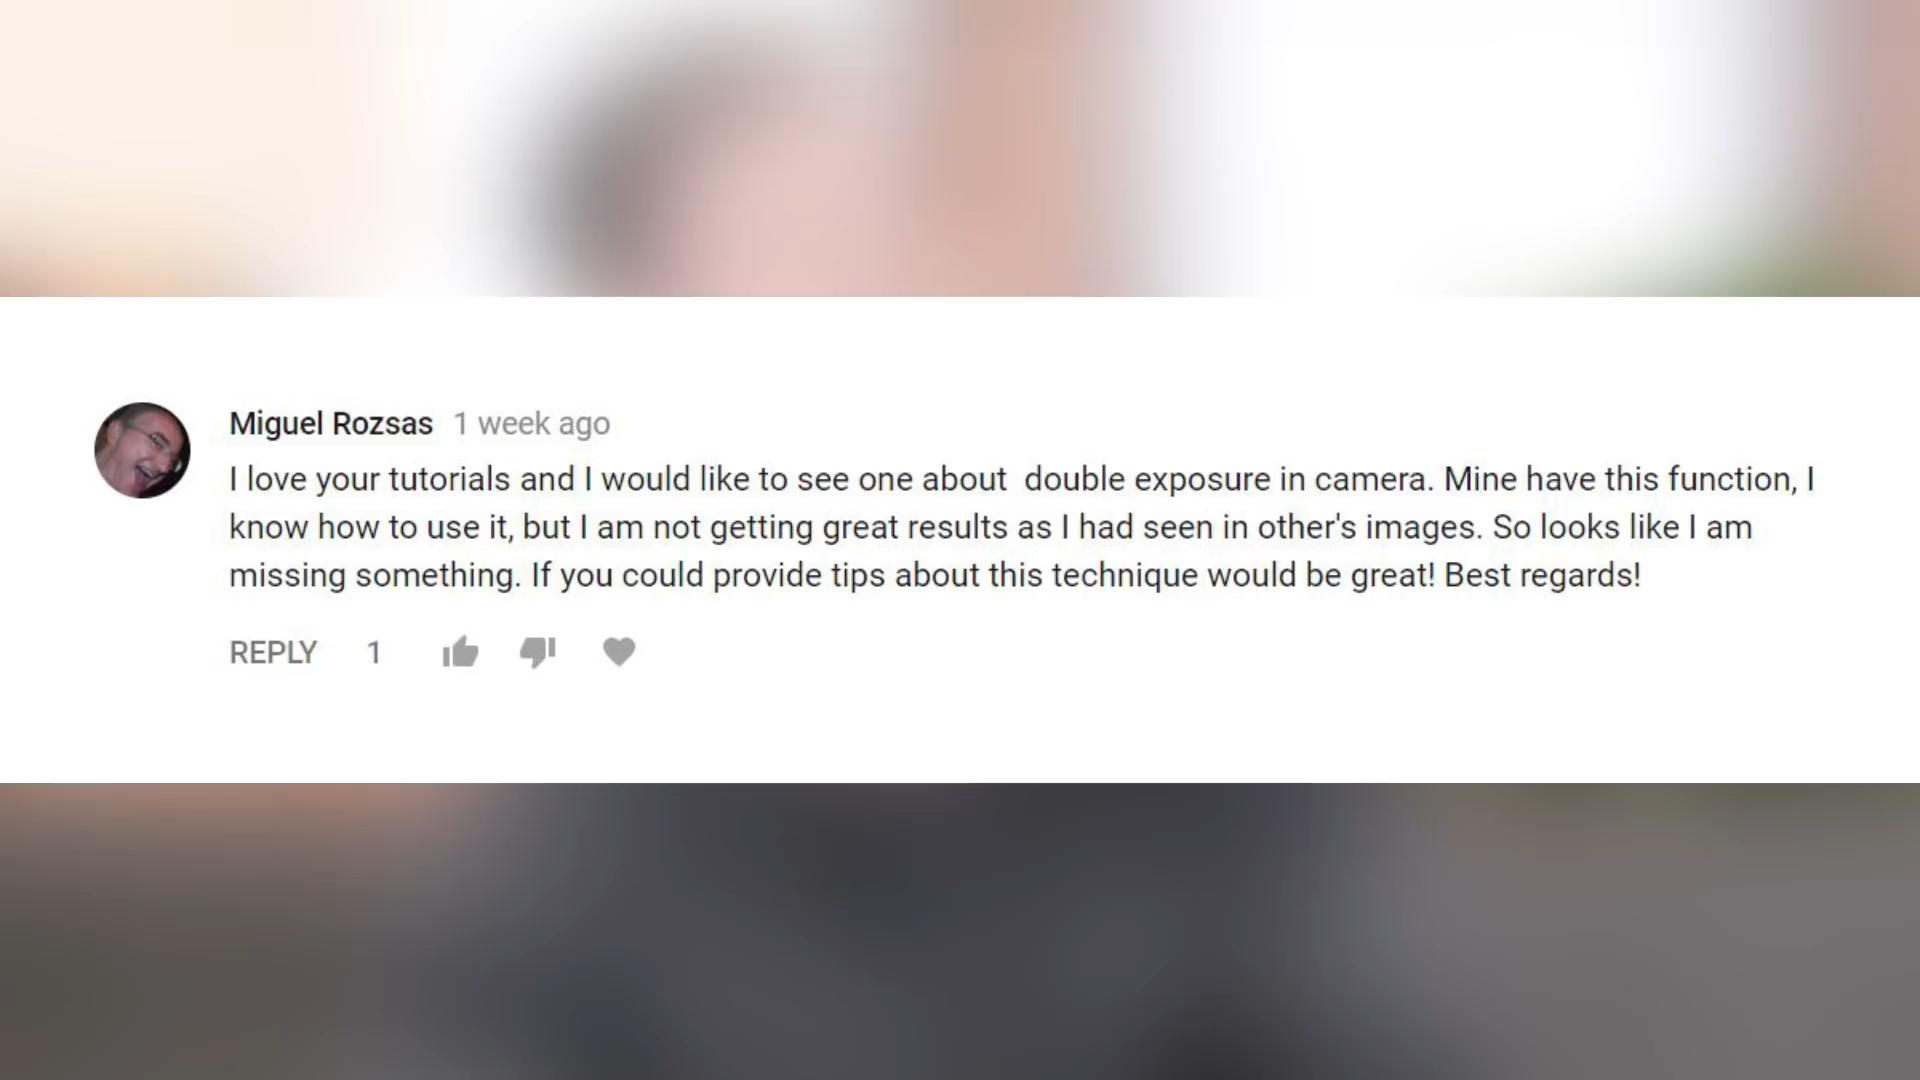 Miguel Rozsas 1 week ago
I love your tutorials and I would like to see one about  double exposure in camera. Mine have this function, I
know how to use it, but I am not getting great results as I had seen in other's images. So looks like I am
missing something. If you could provide tips about this technique would be great! Best regards!
REPLY 1